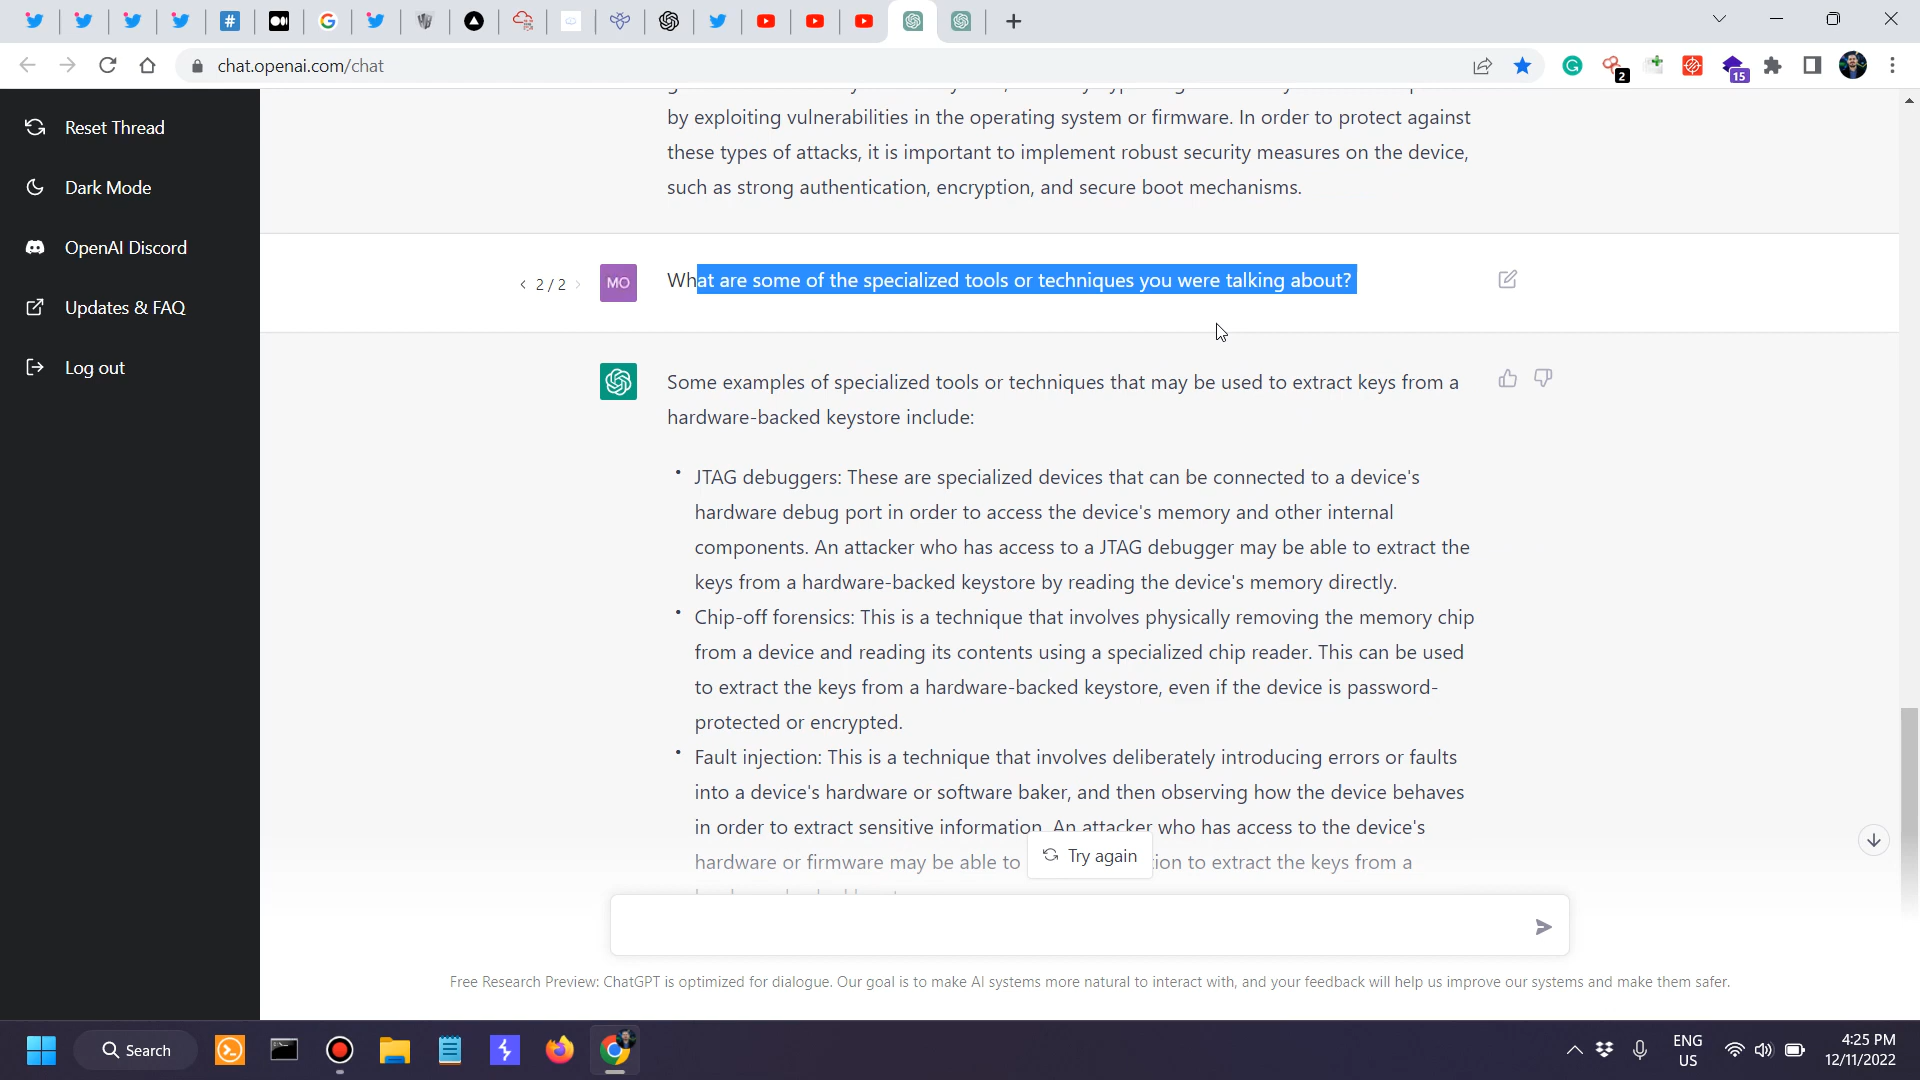 chat.openai.com/chat
2
15
Reset Thread
Dark Mode
OpenAI Discord
Updates & FAQ
Log out
by exploiting vulnerabilities in the operating system or firmware. In order to protect against
these types of attacks, it is important to implement robust security measures on the device,
such as strong authentication, encryption, and secure boot mechanisms.
< 2 / 2 >
MO
What are some of the specialized tools or techniques you were talking about?
Some examples of specialized tools or techniques that may be used to extract keys from a
hardware-backed keystore include:
• JTAG debuggers: These are specialized devices that can be connected to a device's
hardware debug port in order to access the device's memory and other internal
components. An attacker who has access to a JTAG debugger may be able to extract the
keys from a hardware-backed keystore by reading the device's memory directly.
• Chip-off forensics: This is a technique that involves physically removing the memory chip
from a device and reading its contents using a specialized chip reader. This can be used
to extract the keys from a hardware-backed keystore, even if the device is password-
protected or encrypted.
• Fault injection: This is a technique that involves deliberately introducing errors or faults
into a device's hardware or software baker, and then observing how the device behaves
in order to extract sensitive information. An attacker who has access to the device's
hardware or firmware may be able to ion to extract the keys from a
Try again
Free Research Preview: ChatGPT is optimized for dialogue. Our goal is to make AI systems more natural to interact with, and your feedback will help us improve our systems and make them safer.
Search
ENG
US
4:25 PM
12/11/2022